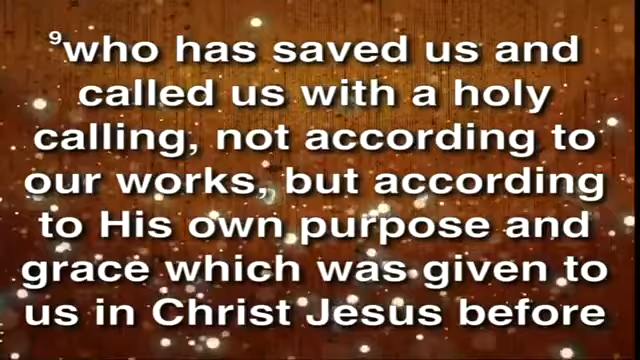 ⁹who has saved us and
called us with a holy
calling, not according to
our works, but according
to His own purpose and
grace which was given to
us in Christ Jesus before